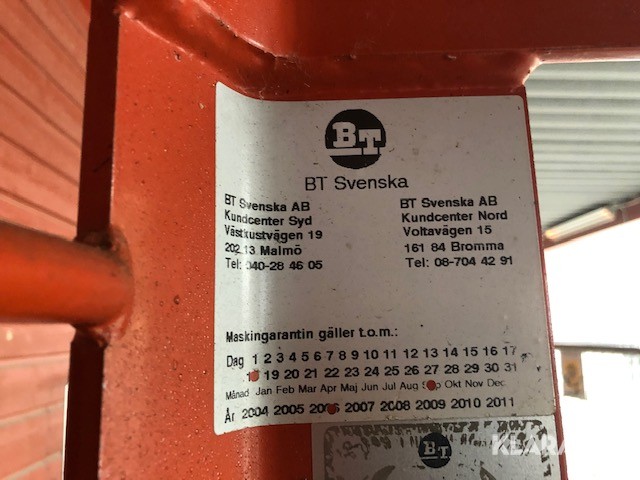 BT
BT Svenska
BT Svenska AB
Kundcenter Syd
Västkustvägen 19
202 13 Malmö
Tel: 040-28 46 05
BT Svenska AB
Kundcenter Nord
Voltavägen 15
161 84 Bromma
Tel: 08-704 42 91
Maskingarantin gäller t.o.m.:
Dag 1 2 3 4 5 6 7 8 9 10 11 12 13 14 15 16 17
19 20 21 22 23 24 25 26 27 28 29 30 31
Månad Jan Feb Mar Apr Maj Jun Jul Aug Sep Okt Nov Dec
År 2004 2005 2007 2008 2009 2010 2011
BT